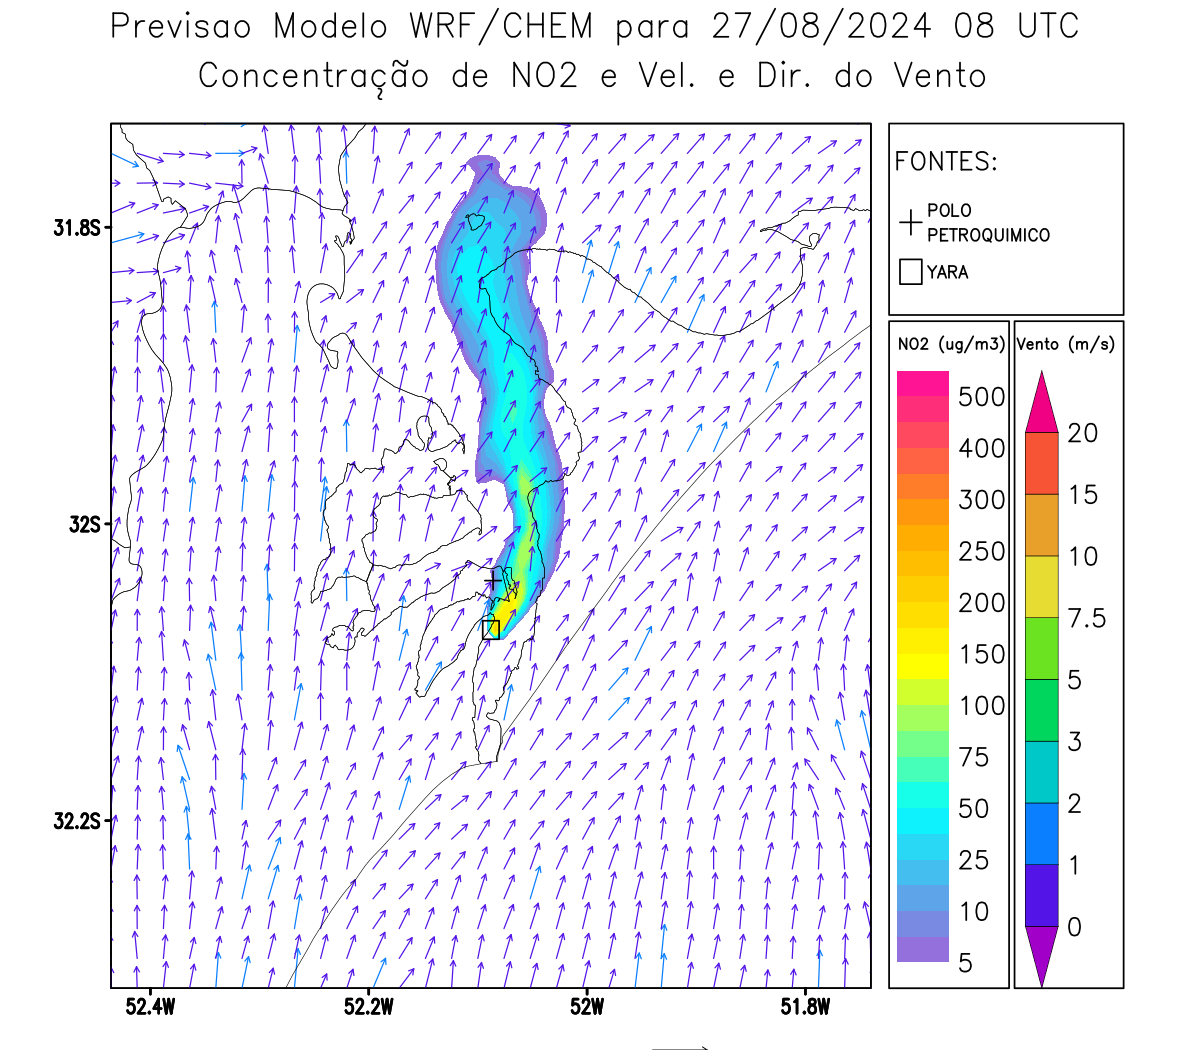 Previsao Modelo WRF/CHEM para 27/08/2024 08 UTC
Concentração de NO2 e Vel. e Dir. do Vento
FONTES:
POLO
PETROQUIMICO
YARA
NO2 (ug/m3)
500
400
300
250
200
150
100
75
50
25
10
5
Vento (m/s)
20
15
10
7.5
5
3
2
1
0
31.8S
32S
32.2S
52.4W
52.2W
52W
51.8W